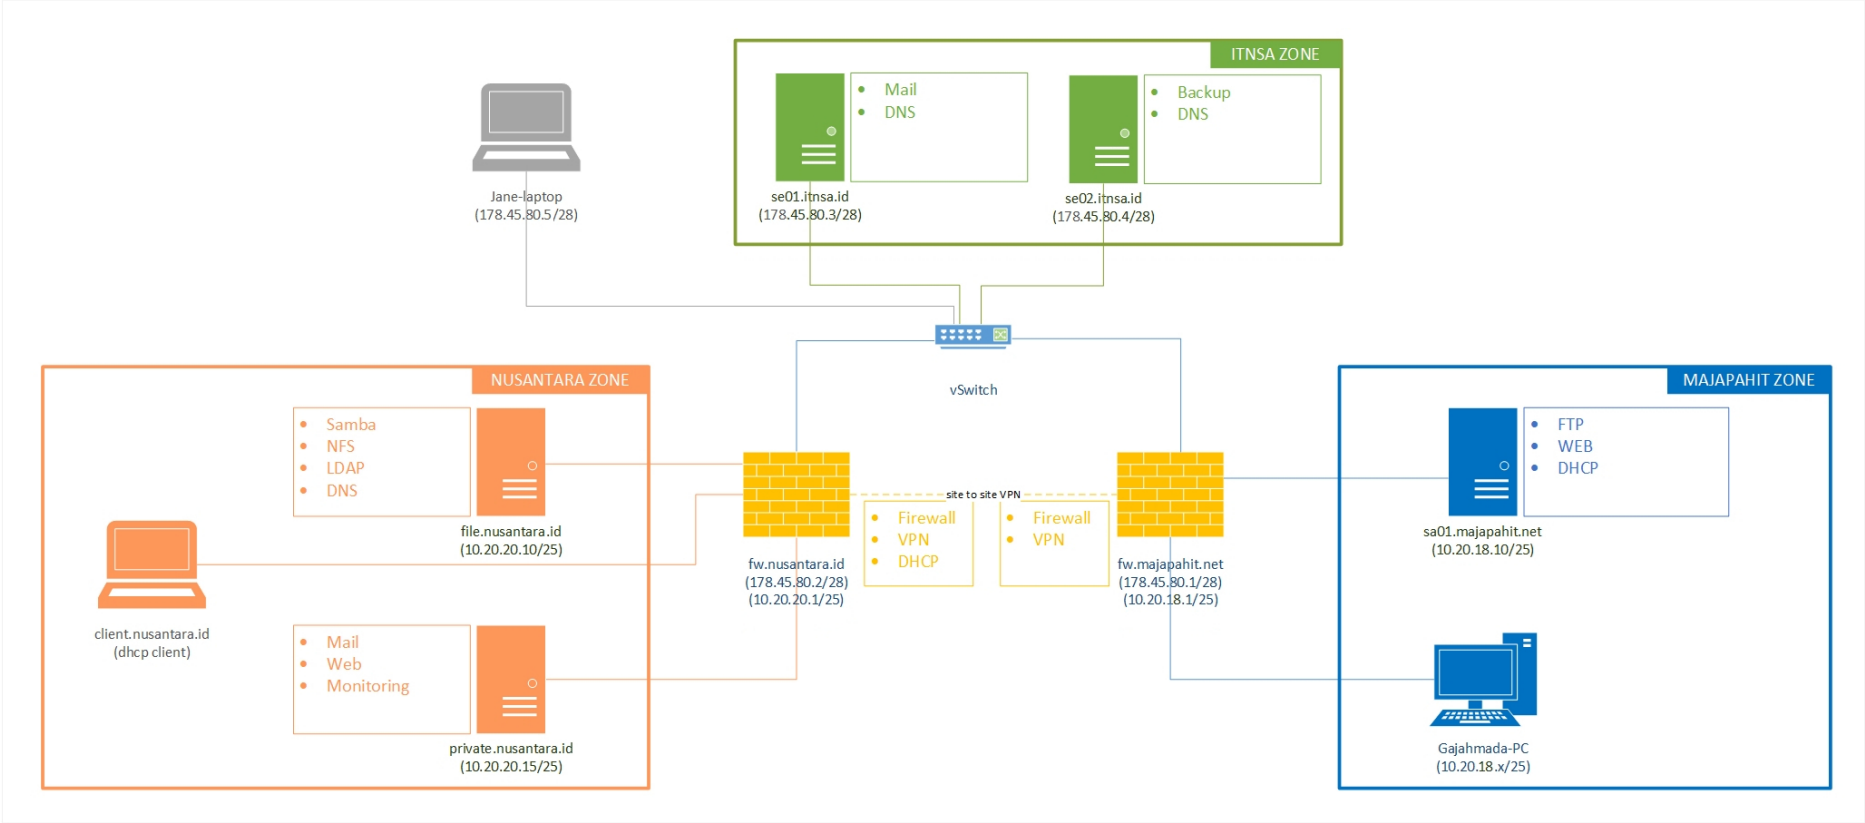 ITNSA ZONE
Mail
DNS
Backup
DNS
se01.itnsa.id
(178.45.80.3/28)
se02.itnsa.id
(178.45.80.4/28)
Jane-laptop
(178.45.80.5/28)
vSwitch
NUSANTARA ZONE
Samba
NFS
LDAP
DNS
file.nusantara.id
(10.20.20.10/25)
client.nusantara.id
(dhcp client)
Mail
Web
Monitoring
private.nusantara.id
(10.20.20.15/25)
site to site VPN
Firewall
VPN
DHCP
Firewall
VPN
fw.nusantara.id
(178.45.80.2/28)
(10.20.20.1/25)
fw.majapahit.net
(178.45.80.1/28)
(10.20.18.1/25)
MAJAPAHIT ZONE
FTP
WEB
DHCP
sa01.majapahit.net
(10.20.18.10/25)
Gajahmada-PC
(10.20.18.x/25)